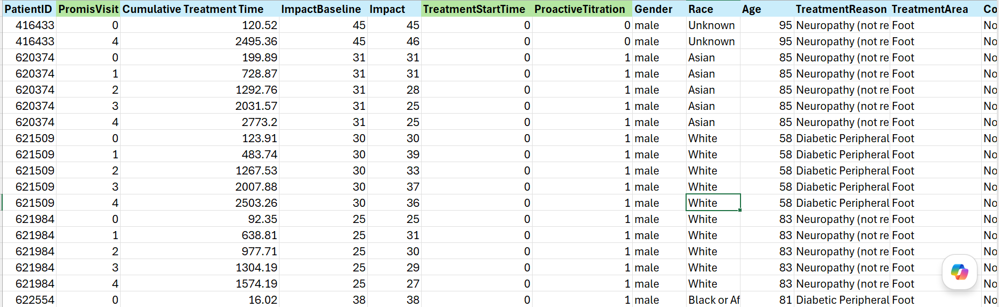 PatientID PromisVisit Cumulative Treatment Time ImpactBaseline Impact TreatmentStartTime ProactiveTitration Gender Race Age TreatmentReason TreatmentArea Co
416433 0 120.52 45 45 0 0 male Unknown 95 Neuropathy (not re Foot No
416433 4 2495.36 45 46 0 0 male Unknown 95 Neuropathy (not re Foot No
620374 0 199.89 31 31 0 1 male Asian 85 Neuropathy (not re Foot No
620374 1 728.87 31 31 0 1 male Asian 85 Neuropathy (not re Foot No
620374 2 1292.76 31 28 0 1 male Asian 85 Neuropathy (not re Foot No
620374 3 2031.57 31 25 0 1 male Asian 85 Neuropathy (not re Foot No
620374 4 2773.2 31 25 0 1 male Asian 85 Neuropathy (not re Foot No
621509 0 123.91 30 30 0 1 male White 58 Diabetic Peripheral Foot No
621509 1 483.74 30 39 0 1 male White 58 Diabetic Peripheral Foot No
621509 2 1267.53 30 33 0 1 male White 58 Diabetic Peripheral Foot No
621509 3 2007.88 30 37 0 1 male White 58 Diabetic Peripheral Foot No
621509 4 2503.26 30 36 0 1 male White 58 Diabetic Peripheral Foot No
621984 0 92.35 25 25 0 1 male White 83 Neuropathy (not re Foot No
621984 1 638.81 25 31 0 1 male White 83 Neuropathy (not re Foot No
621984 2 977.71 25 30 0 1 male White 83 Neuropathy (not re Foot No
621984 3 1304.19 25 29 0 1 male White 83 Neuropathy (not re Foot No
621984 4 1574.19 25 27 0 1 male White 83 Neuropathy (not re Foot No
622554 0 16.02 38 38 0 1 male Black or Af 81 Diabetic Peripheral Foot No